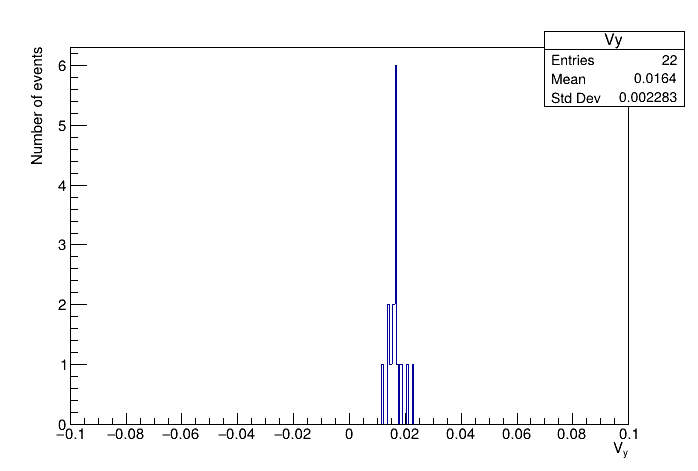 Vy
Entries 22
Mean 0.0164
Std Dev 0.002283
Number of events
6
5
4
3
2
1
0
−0.1 −0.08 −0.06 −0.04 −0.02 0 0.02 0.04 0.06 0.08 0.1
Vy